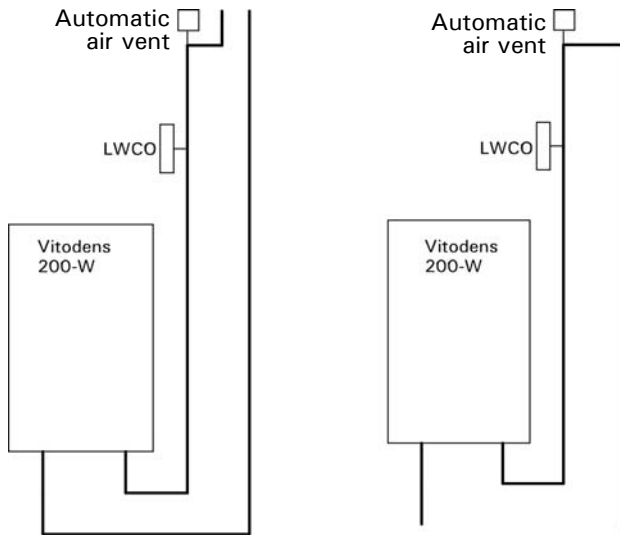 Automatic
air vent
LWCO
Vitodens
200-W
Automatic
air vent
LWCO
Vitodens
200-W